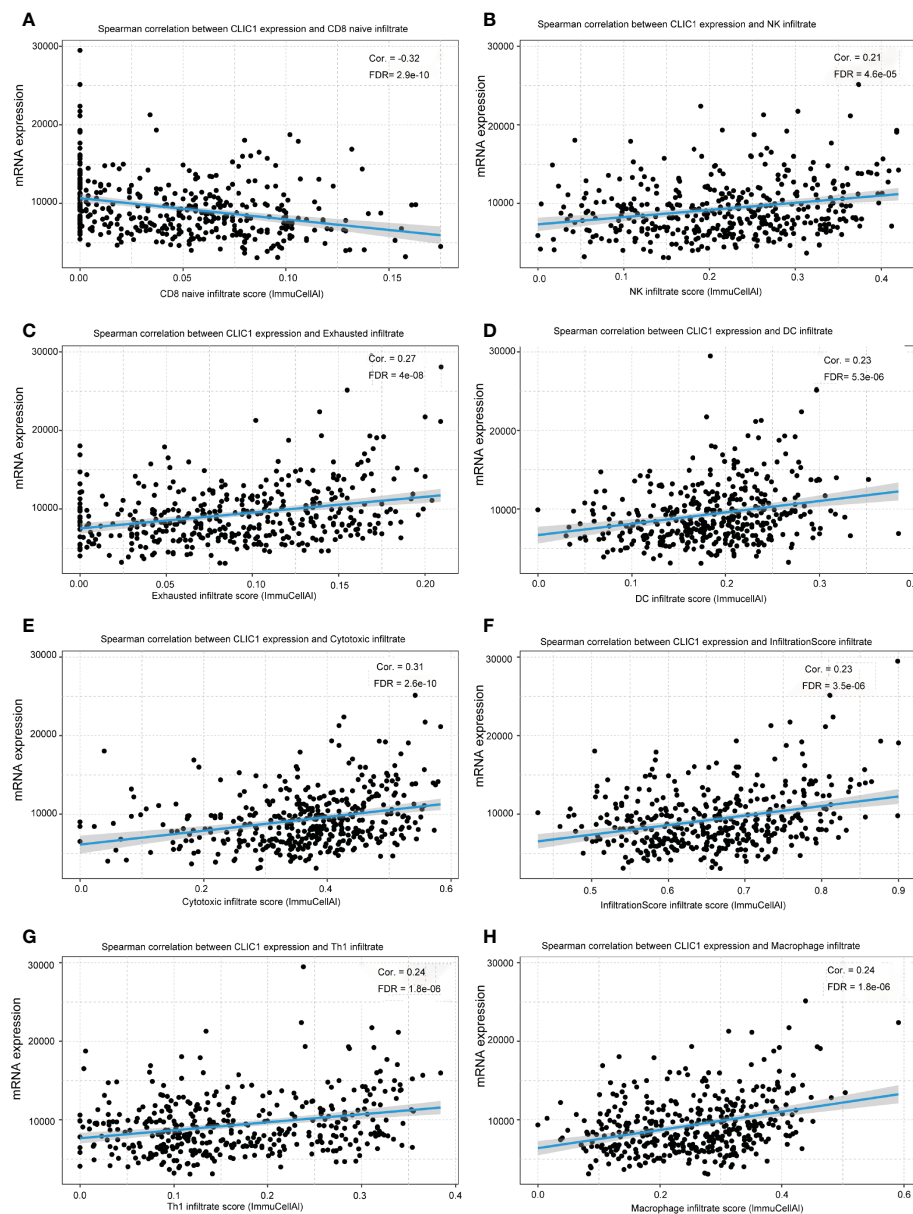 A
Spearman correlation between CLIC1 expression and CD8 naive infiltrate
Cor. = -0.32
FDR= 2.9e-10
mRNA expression
30000
20000
10000
0.00 0.05 0.10 0.15
CD8 naive infiltrate score (ImmuCellAI)
B
Spearman correlation between CLIC1 expression and NK infiltrate
Cor. = 0.21
FDR = 4.6e-05
mRNA expression
30000
20000
10000
0.0 0.1 0.2 0.3 0.4
NK infiltrate score (ImmuCellAI)
C
Spearman correlation between CLIC1 expression and Exhausted infiltrate
Cor. = 0.27
FDR = 4e-08
mRNA expression
30000
20000
10000
0.00 0.05 0.10 0.15 0.20
Exhausted infiltrate score (ImmuCellAI)
D
Spearman correlation between CLIC1 expression and DC infiltrate
Cor. = 0.23
FDR= 5.3e-06
mRNA expression
30000
20000
10000
0.0 0.1 0.2 0.3
DC infiltrate score (ImmucellAI)
E
Spearman correlation between CLIC1 expression and Cytotoxic infiltrate
Cor. = 0.31
FDR = 2.6e-10
mRNA expression
30000
20000
10000
0.0 0.2 0.4 0.6
Cytotoxic infiltrate score (ImmuCellAI)
F
Spearman correlation between CLIC1 expression and InfiltrationScore infiltrate
Cor. = 0.23
FDR = 3.5e-06
mRNA expression
30000
20000
10000
0.5 0.6 0.7 0.8 0.9
InfiltrationScore infiltrate score (ImmuCellAI)
G
Spearman correlation between CLIC1 expression and Th1 infiltrate
Cor. = 0.24
FDR = 1.8e-06
mRNA expression
30000
20000
10000
0.0 0.1 0.2 0.3 0.4
Th1 infiltrate score (ImmuCellAI)
H
Spearman correlation between CLIC1 expression and Macrophage infiltrate
Cor. = 0.24
FDR = 1.8e-06
mRNA expression
30000
20000
10000
0.0 0.2 0.4 0.6
Macrophage infiltrate score (ImmuCellAI)